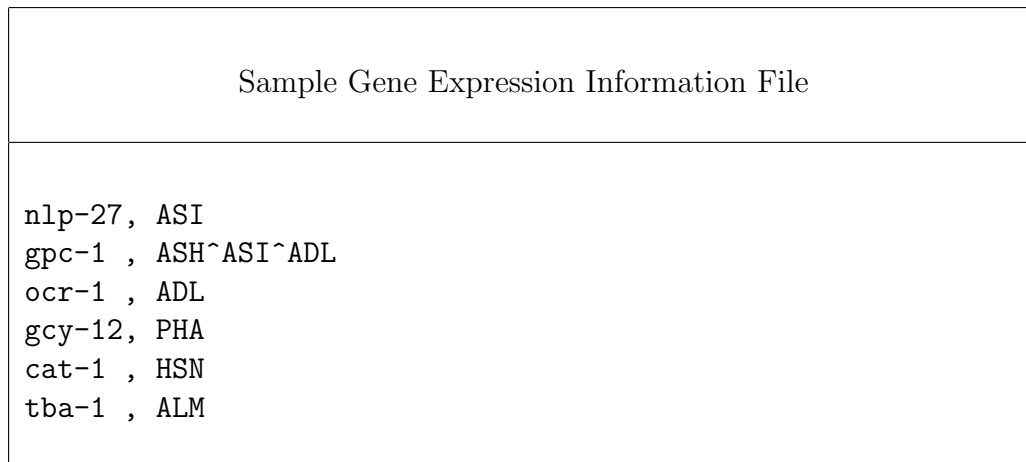 Sample Gene Expression Information File
nlp-27, ASI
gpc-1 , ASH^ASI^ADL
ocr-1 , ADL
gcy-12, PHA
cat-1 , HSN
tba-1 , ALM